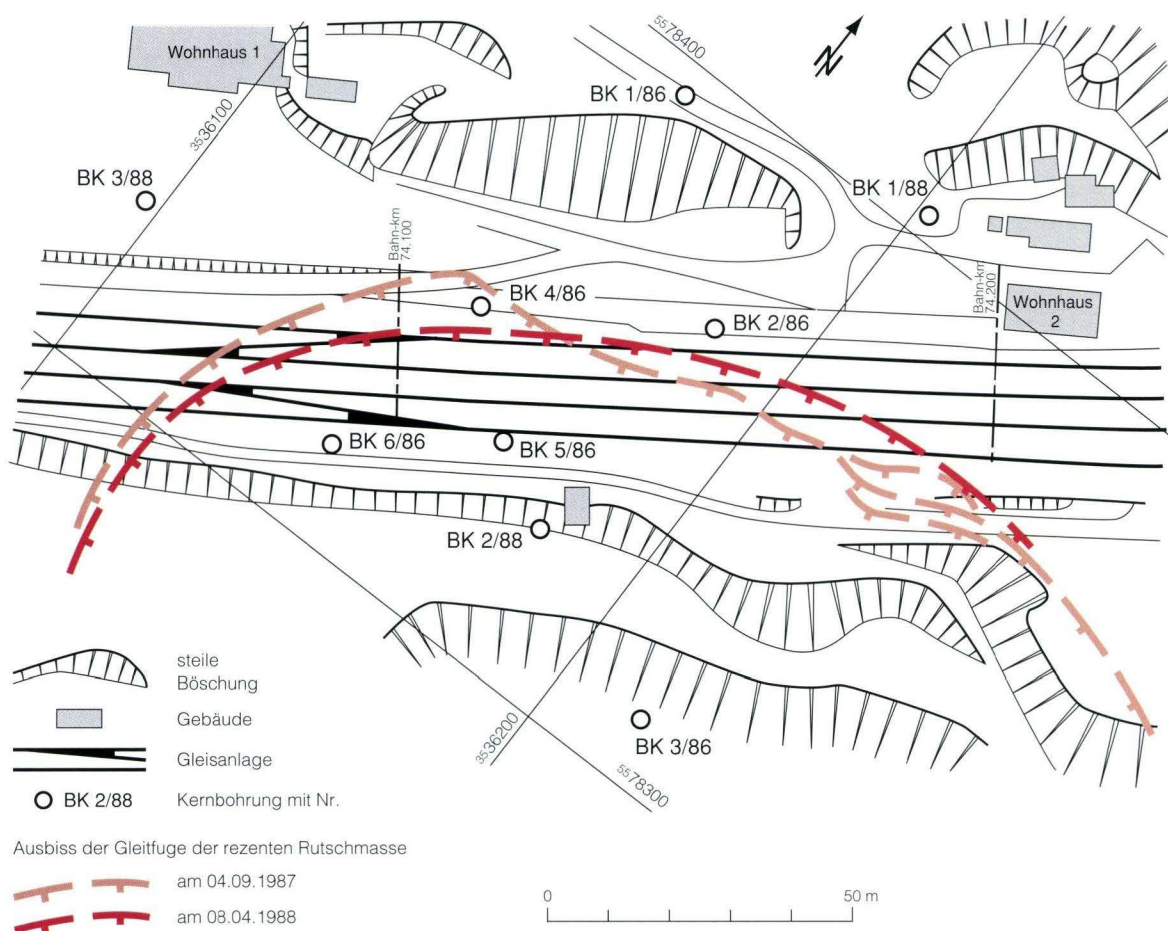 5578400
N
Wohnhaus 1
BK 1/86
3536100
BK 3/88
BK 1/88
Bahn-km
74.100
Bahn-km
74.200
BK 4/86
Wohnhaus
2
BK 2/86
BK 6/86
BK 5/86
BK 2/88
3536200
BK 3/86
5578300
steile
Böschung
Gebäude
Gleisanlage
BK 2/88
Kernbohrung mit Nr.
Ausbiss der Gleitfuge der rezenten Rutschmasse
am 04.09.1987
am 08.04.1988
0
50 m